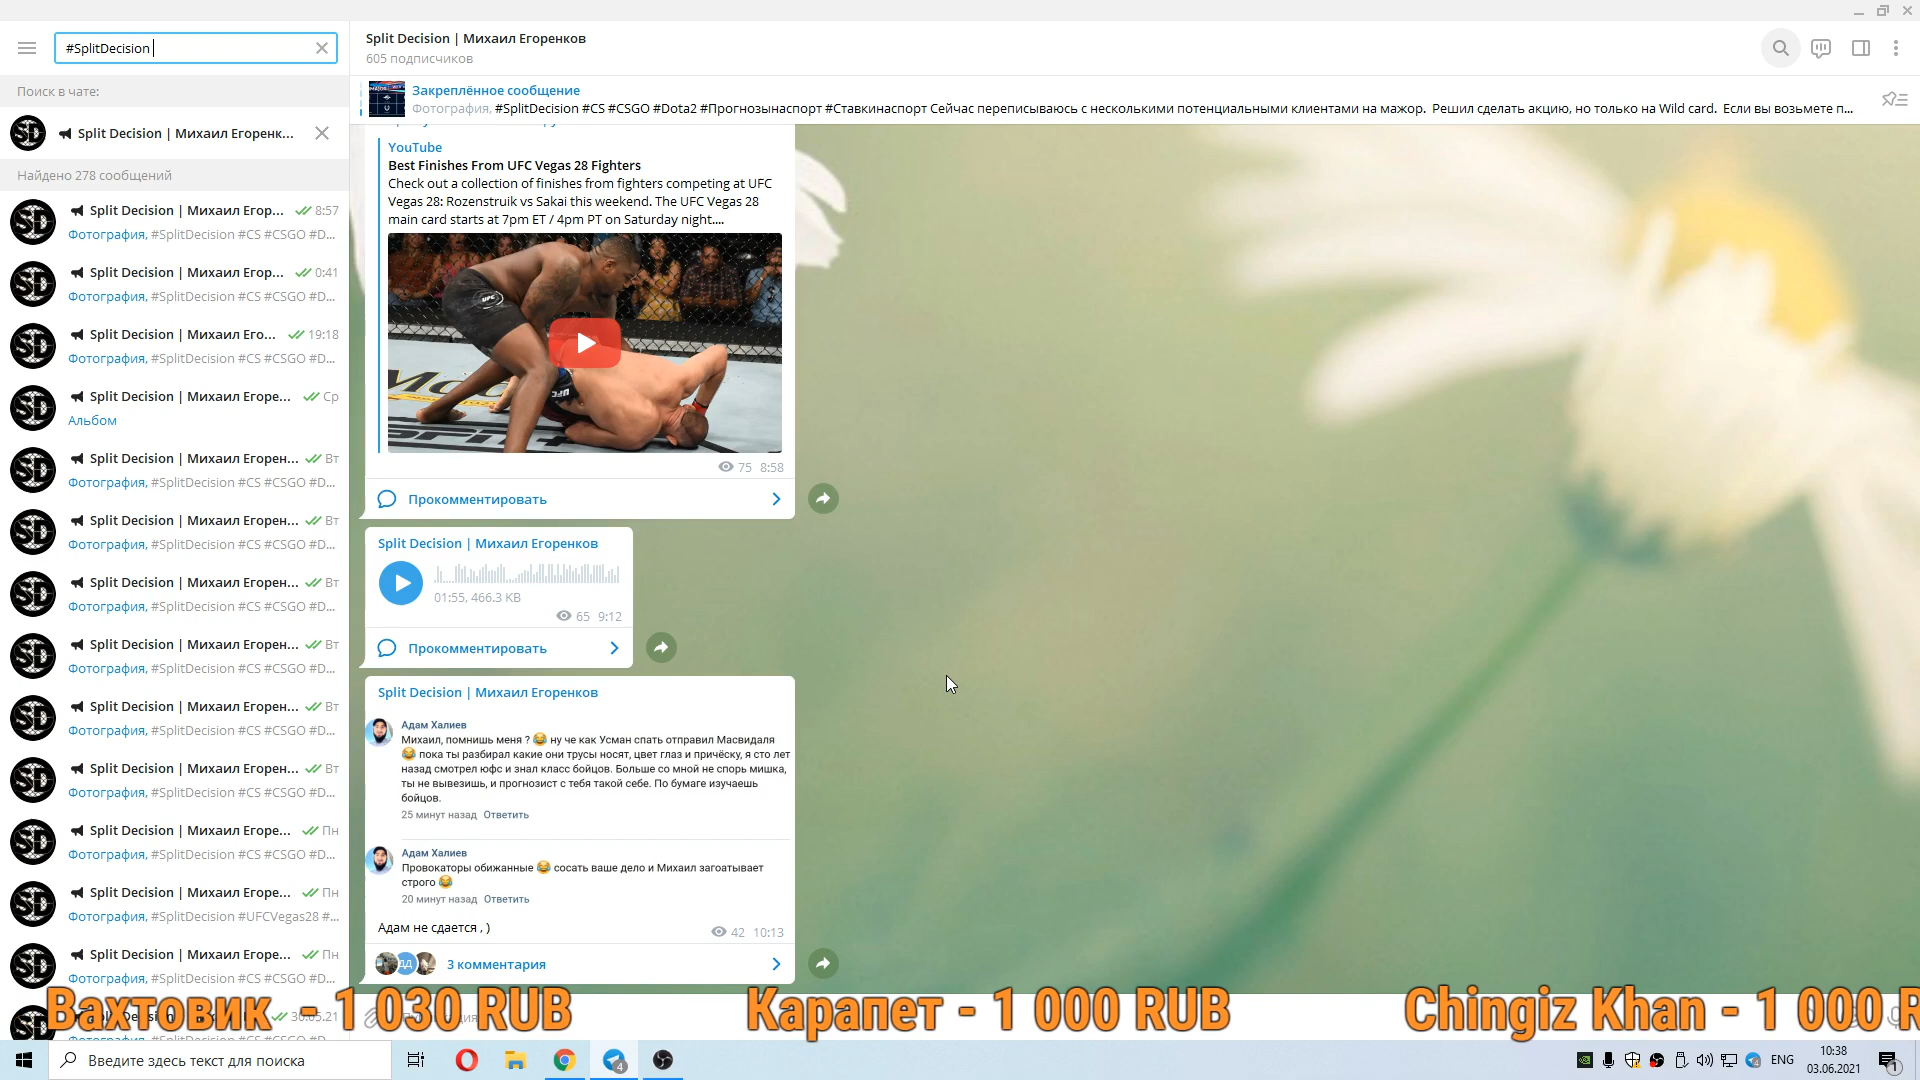 #SplitDecision
Поиск в чате:
Split Decision | Михаил Егоренк...
Найдено 278 сообщений
Split Decision | Михаил Егор... 8:57
Фотография, #SplitDecision #CS #CSGO #D...
Split Decision | Михаил Егор... 0:41
Фотография, #SplitDecision #CS #CSGO #D...
Split Decision | Михаил Его... 19:18
Фотография, #SplitDecision #CS #CSGO #D...
Split Decision | Михаил Егоре... Ср
Альбом
Split Decision | Михаил Егорен... Вт
Фотография, #SplitDecision #CS #CSGO #D...
Split Decision | Михаил Егорен... Вт
Фотография, #SplitDecision #CS #CSGO #D...
Split Decision | Михаил Егорен... Вт
Фотография, #SplitDecision #CS #CSGO #D...
Split Decision | Михаил Егорен... Вт
Фотография, #SplitDecision #CS #CSGO #D...
Split Decision | Михаил Егорен... Вт
Фотография, #SplitDecision #CS #CSGO #D...
Split Decision | Михаил Егорен... Вт
Фотография, #SplitDecision #CS #CSGO #D...
Split Decision | Михаил Егоре... Пн
Фотография, #SplitDecision #CS #CSGO #D...
Split Decision | Михаил Егоре... Пн
Фотография, #SplitDecision #UFCVegas28 #...
Split Decision | Михаил Егоре... Пн
Фотография, #SplitDecision #CS #CSGO #D...
30.05.21
Split Decision | Михаил Егоренков
605 подписчиков
Закреплённое сообщение
Фотография, #SplitDecision #CS #CSGO #Dota2 #Прогнозынаспорт #Ставкинаспорт Сейчас переписываюсь с несколькими потенциальными клиентами на мажор. Решил сделать акцию, но только на Wild card. Если вы возьмете п...
YouTube
Best Finishes From UFC Vegas 28 Fighters
Check out a collection of finishes from fighters competing at UFC
Vegas 28: Rozenstruik vs Sakai this weekend. The UFC Vegas 28
main card starts at 7pm ET / 4pm PT on Saturday night....
75 8:58
Прокомментировать
Split Decision | Михаил Егоренков
01:55, 466.3 KB
65 9:12
Прокомментировать
Split Decision | Михаил Егоренков
Адам Халиев
Михаил, помнишь меня ? 😂 ну че как Усман спать отправил Масвидаля
😂 пока ты разбирал какие они трусы носят, цвет глаз и причёску, я сто лет
назад смотрел юфс и знал класс бойцов. Больше со мной не спорь мишка,
ты не вывезишь, и прогнозист с тебя такой себе. По бумаге изучаешь
бойцов.
25 минут назад Ответить
Адам Халиев
Провокаторы обижанные 😂 сосать ваше дело и Михаил загоатывает
строго 😂
20 минут назад Ответить
Адам не сдается , )
42 10:13
ДД
3 комментария
Вахтовик - 1 030 RUB Карапет - 1 000 RUB Chingiz Khan - 1 000 R
Введите здесь текст для поиска
4
4
ENG
10:38
03.06.2021
1